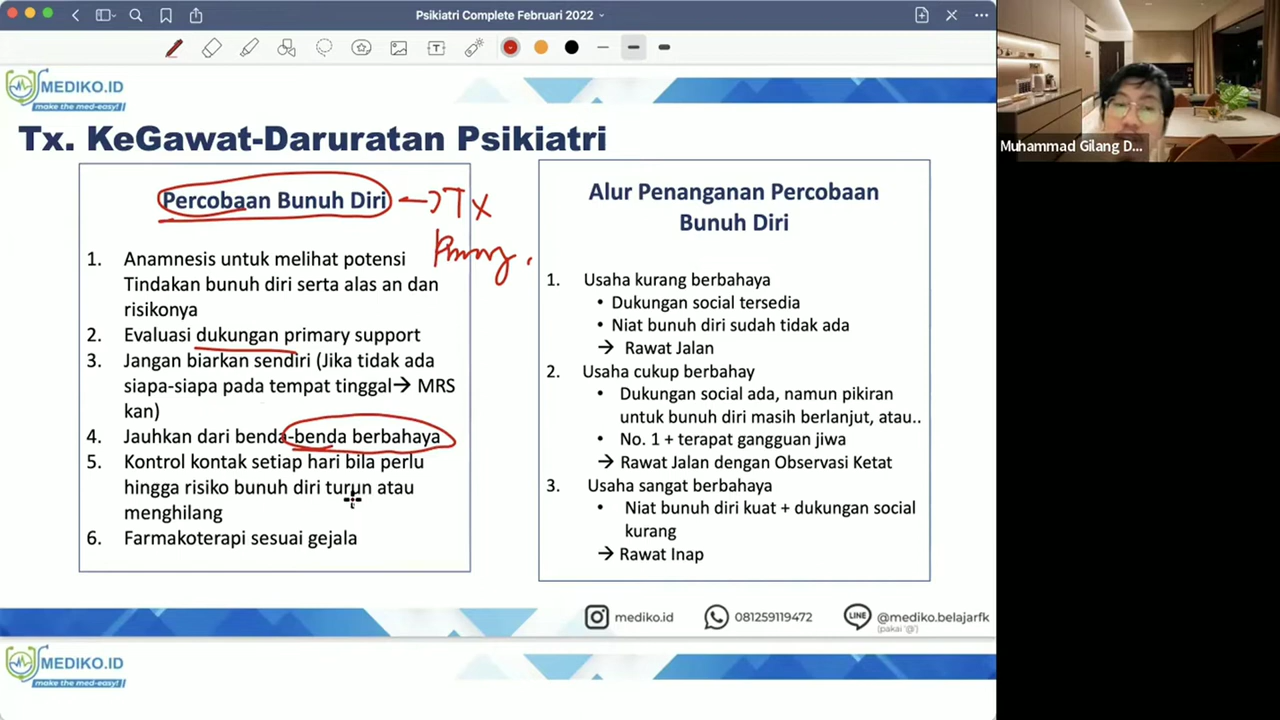 Psikiatri Complete Februari 2022
MEDIKO.ID
make the med-easy!
Tx. KeGawat-Daruratan Psikiatri
Percobaan Bunuh Diri
Tx
1. Anamnesis untuk melihat potensi
Tindakan bunuh diri serta alas an dan
risikonya
2. Evaluasi dukungan primary support
3. Jangan biarkan sendiri (Jika tidak ada
siapa-siapa pada tempat tinggal→ MRS
kan)
4. Jauhkan dari benda-benda berbahaya
5. Kontrol kontak setiap hari bila perlu
hingga risiko bunuh diri turun atau
menghilang
6. Farmakoterapi sesuai gejala
Alur Penanganan Percobaan
Bunuh Diri
1. Usaha kurang berbahaya
• Dukungan social tersedia
• Niat bunuh diri sudah tidak ada
→ Rawat Jalan
2. Usaha cukup berbahay
• Dukungan social ada, namun pikiran
untuk bunuh diri masih berlanjut, atau..
• No. 1 + terapat gangguan jiwa
→ Rawat Jalan dengan Observasi Ketat
3. Usaha sangat berbahaya
• Niat bunuh diri kuat + dukungan social
kurang
→ Rawat Inap
mediko.id
081259119472
LINE
@mediko.belajarfk
(pakai '@')
MEDIKO.ID
make the med-easy!
Muhammad Gilang D...